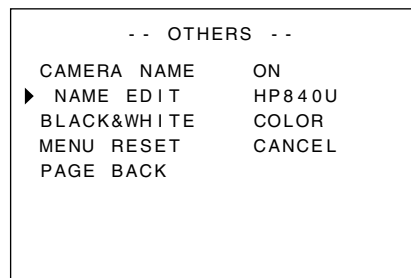 -- OTHERS --
CAMERA NAME ON
NAME EDIT HP840U
BLACK&WHITE COLOR
MENU RESET CANCEL
PAGE BACK